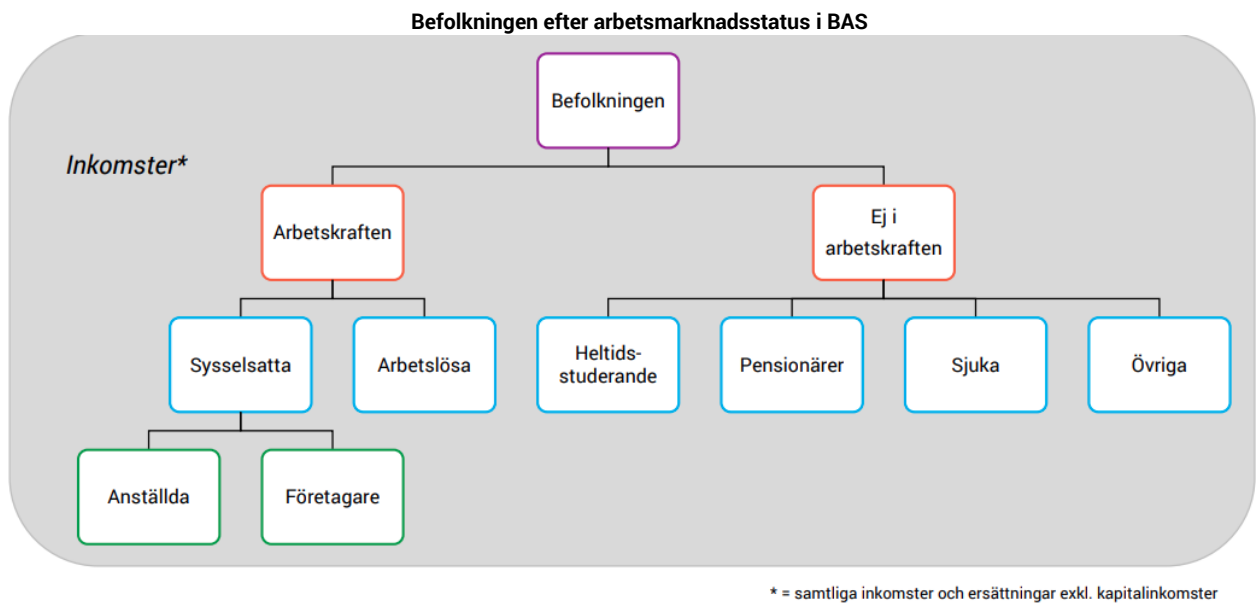 Befolkningen efter arbetsmarknadsstatus i BAS
Befolkningen
Inkomster*
Arbetskraften
Ej i
arbetskraften
Sysselsatta
Arbetslösa
Heltids-
studerande
Pensionärer
Sjuka
Övriga
Anställda
Företagare
* = samtliga inkomster och ersättningar exkl. kapitalinkomster